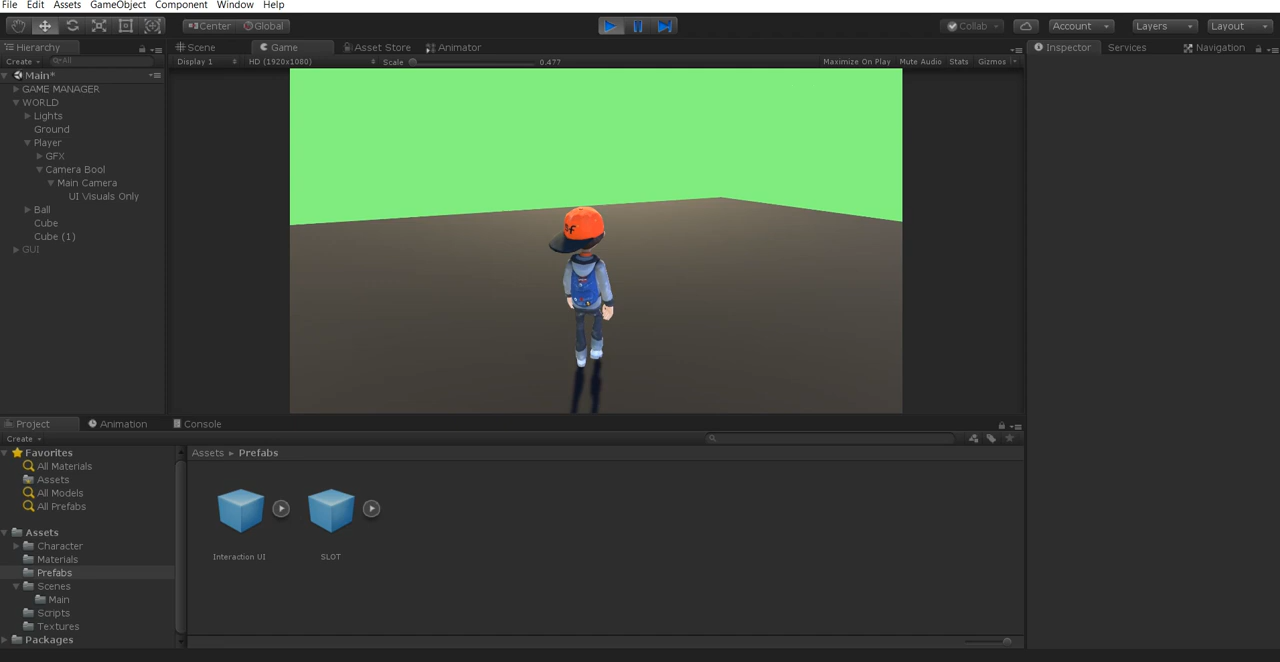 File Edit Assets GameObject Component Window Help
Center Global Collab Account Layers Layout
Hierarchy Scene Game Asset Store Animator Inspector Services Navigation
Create All Display 1 HD (1920x1080) Scale 0.477 Maximize On Play Mute Audio Stats Gizmos
Main*
GAME MANAGER
WORLD
Lights
Ground
Player
GFX
Camera Bool
Main Camera
UI Visuals Only
Ball
Cube
Cube (1)
GUI
Project Animation Console
Create
Favorites
All Materials
Assets
All Models
All Prefabs
Assets
Character
Materials
Prefabs
Scenes
Main
Scripts
Textures
Packages
Assets ▸ Prefabs
Interaction UI SLOT